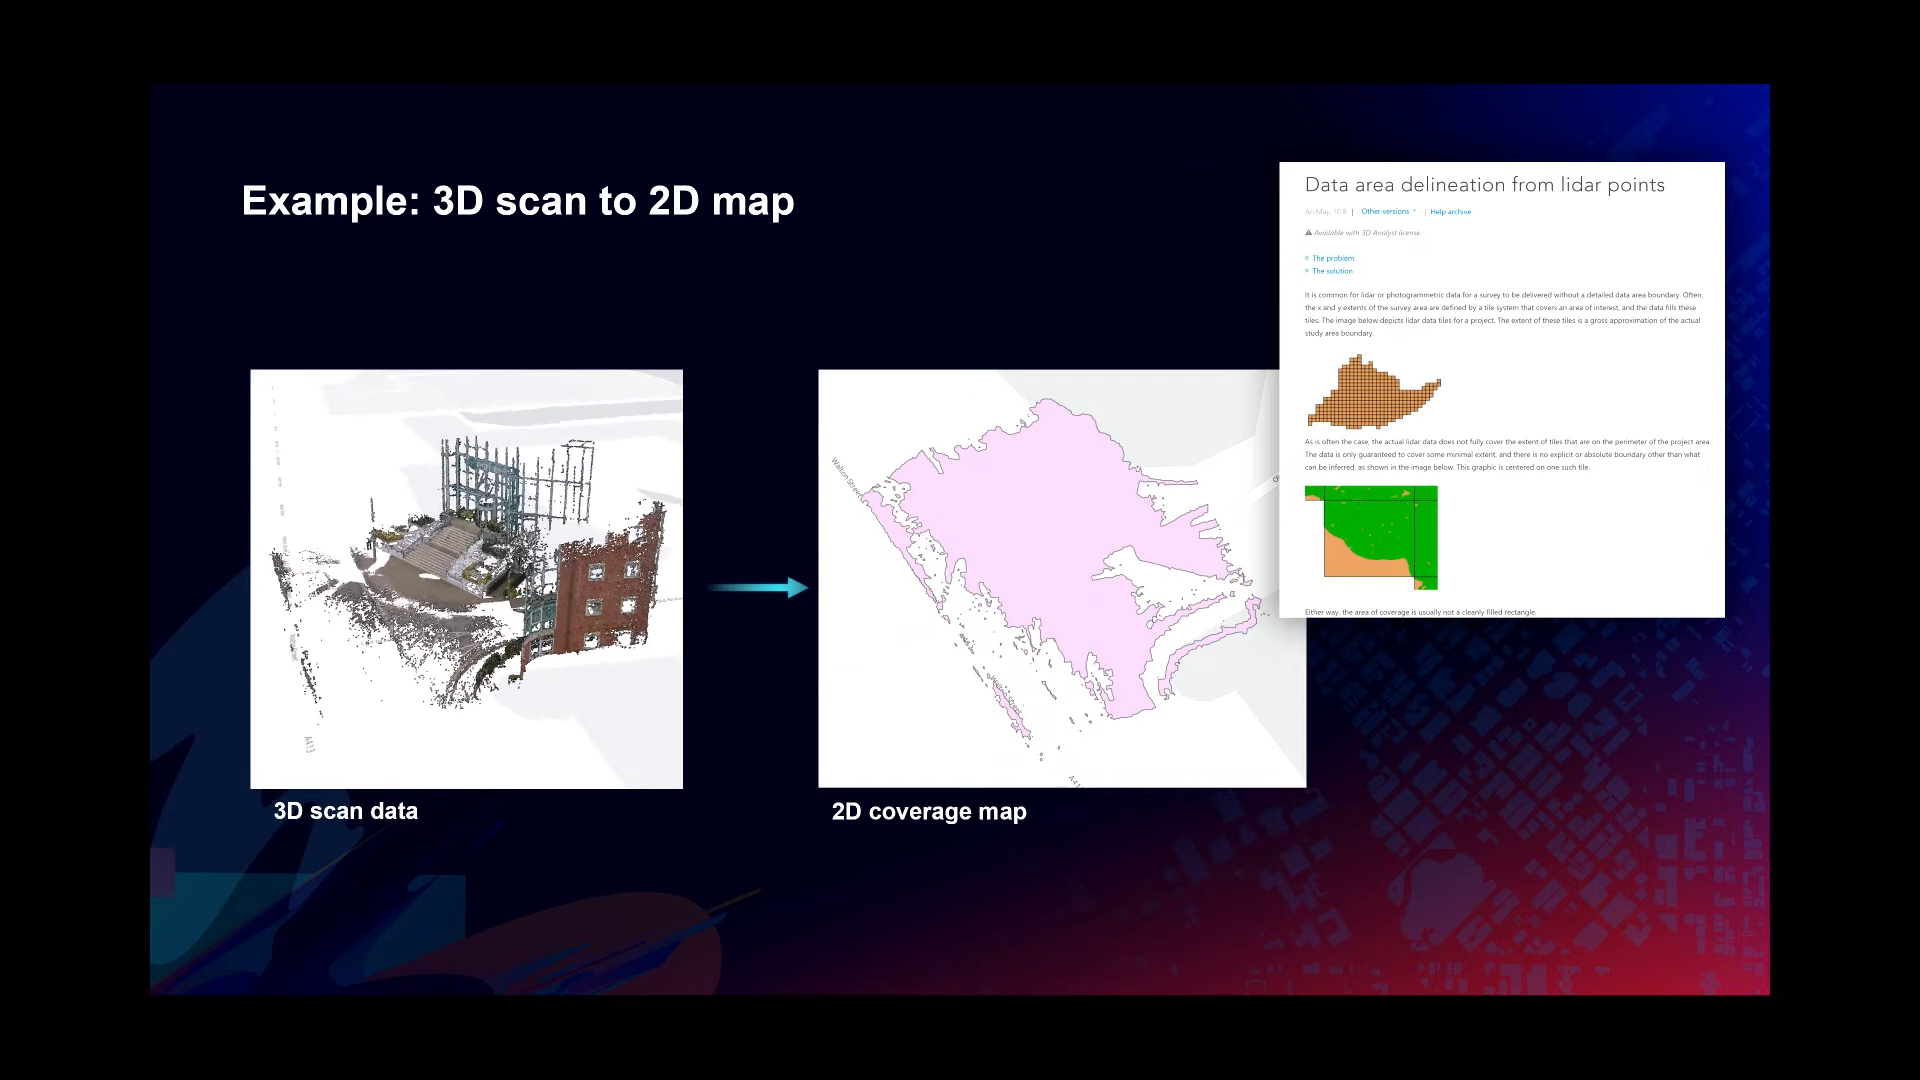 Example: 3D scan to 2D map
Data area delineation from lidar points
ArcMap 10.8 | Other versions | Help archive
Available with 3D Analyst license.
The problem
The solution
It is common for lidar or photogrammetric data for a survey to be delivered without a detailed data area boundary. Often,
the x and y extents of the survey area are defined by a tile system that covers an area of interest, and the data fills these
tiles. The image below depicts lidar data tiles for a project. The extent of these tiles is a gross approximation of the actual
study area boundary.
As is often the case, the actual lidar data does not fully cover the extent of tiles that are on the perimeter of the project area.
The data is only guaranteed to cover some minimal extent, and there is no explicit or absolute boundary other than what
can be inferred, as shown in the image below. This graphic is centered on one such tile.
Either way, the area of coverage is usually not a cleanly filled rectangle.
A413
Walton Street
Walton Street
3D scan data
2D coverage map